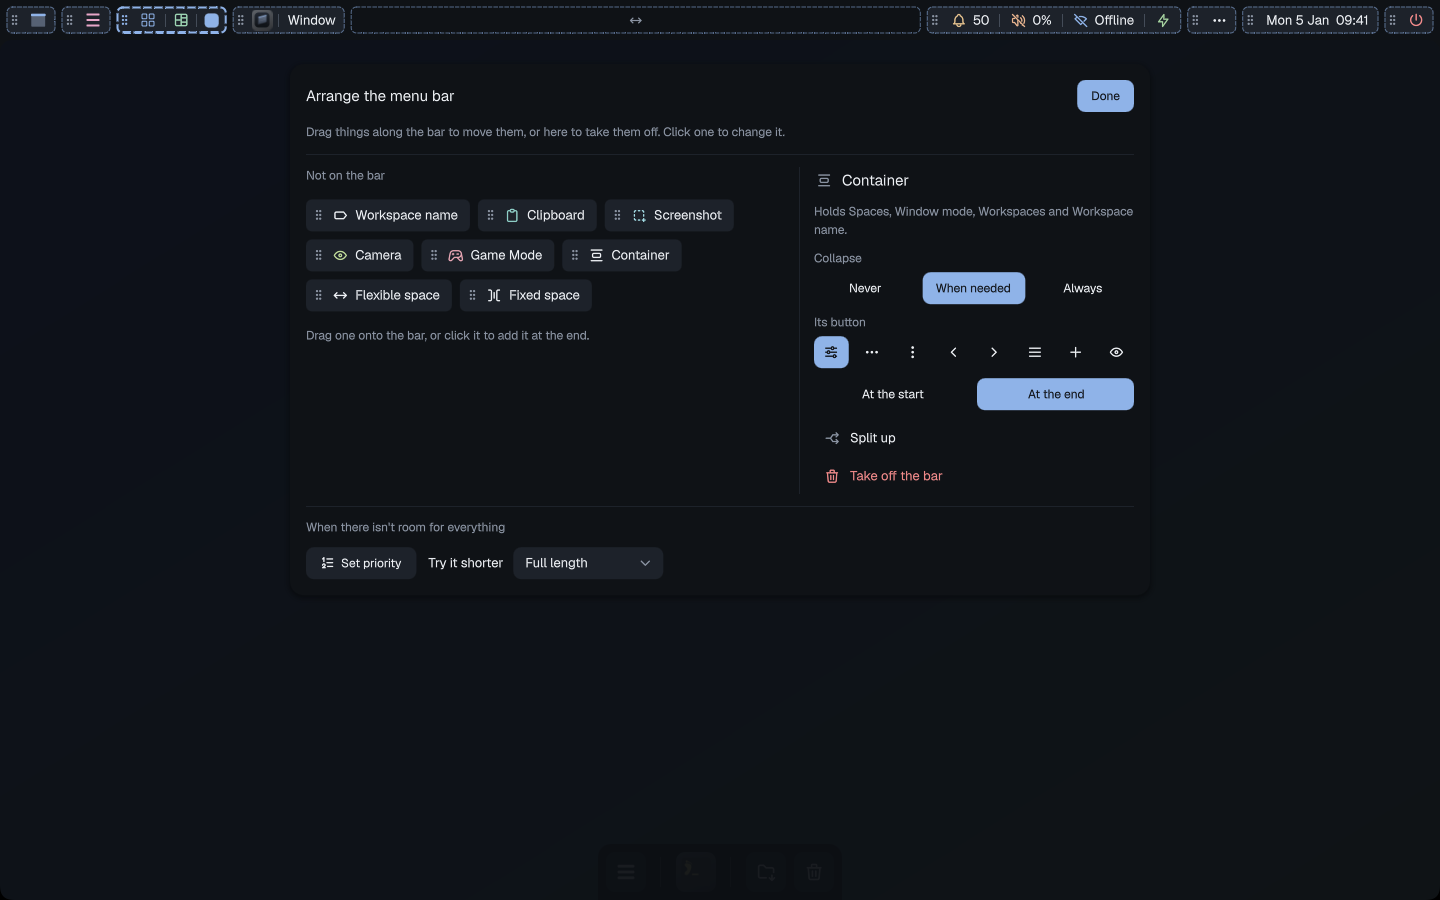 Window
50
0%
Offline
Mon 5 Jan 09:41
Arrange the menu bar
Done
Drag things along the bar to move them, or here to take them off. Click one to change it.
Not on the bar
Workspace name
Clipboard
Screenshot
Camera
Game Mode
Container
Flexible space
Fixed space
Drag one onto the bar, or click it to add it at the end.
Container
Holds Spaces, Window mode, Workspaces and Workspace
name.
Collapse
Never
When needed
Always
Its button
At the start
At the end
Split up
Take off the bar
When there isn't room for everything
Set priority
Try it shorter
Full length